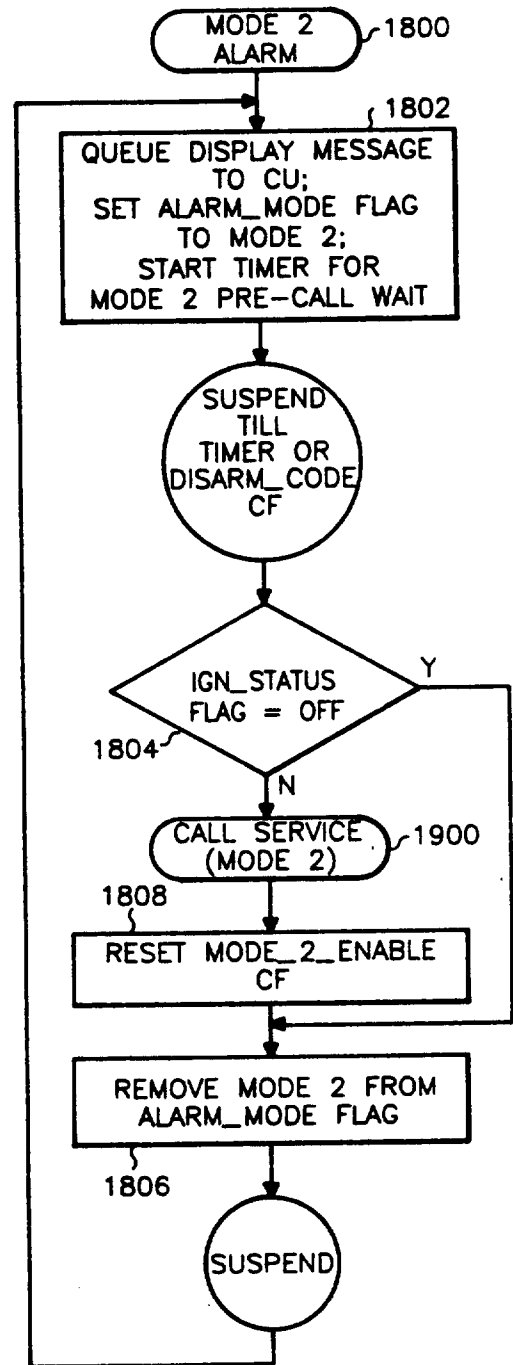 MODE 2
ALARM
1800
1802
QUEUE DISPLAY MESSAGE
TO CU;
SET ALARM_MODE FLAG
TO MODE 2;
START TIMER FOR
MODE 2 PRE-CALL WAIT
SUSPEND
TILL
TIMER OR
DISARM_CODE
CF
IGN_STATUS
FLAG = OFF
Y
1804
N
CALL SERVICE
(MODE 2)
1900
1808
RESET MODE_2_ENABLE
CF
REMOVE MODE 2 FROM
ALARM_MODE FLAG
1806
SUSPEND